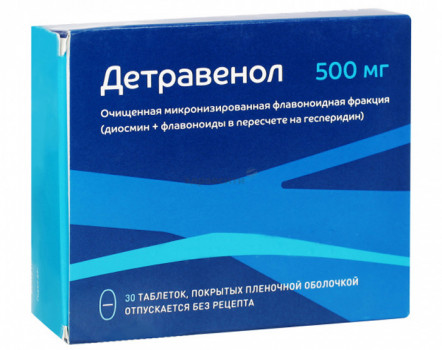 Детравенол 500 мг
Очищенная микронизированная флавоноидная фракция
(диосмин + флавоноиды в пересчете на гесперидин)
30 ТАБЛЕТОК, ПОКРЫТЫХ ПЛЕНОЧНОЙ ОБОЛОЧКОЙ
ОТПУСКАЕТСЯ БЕЗ РЕЦЕПТА